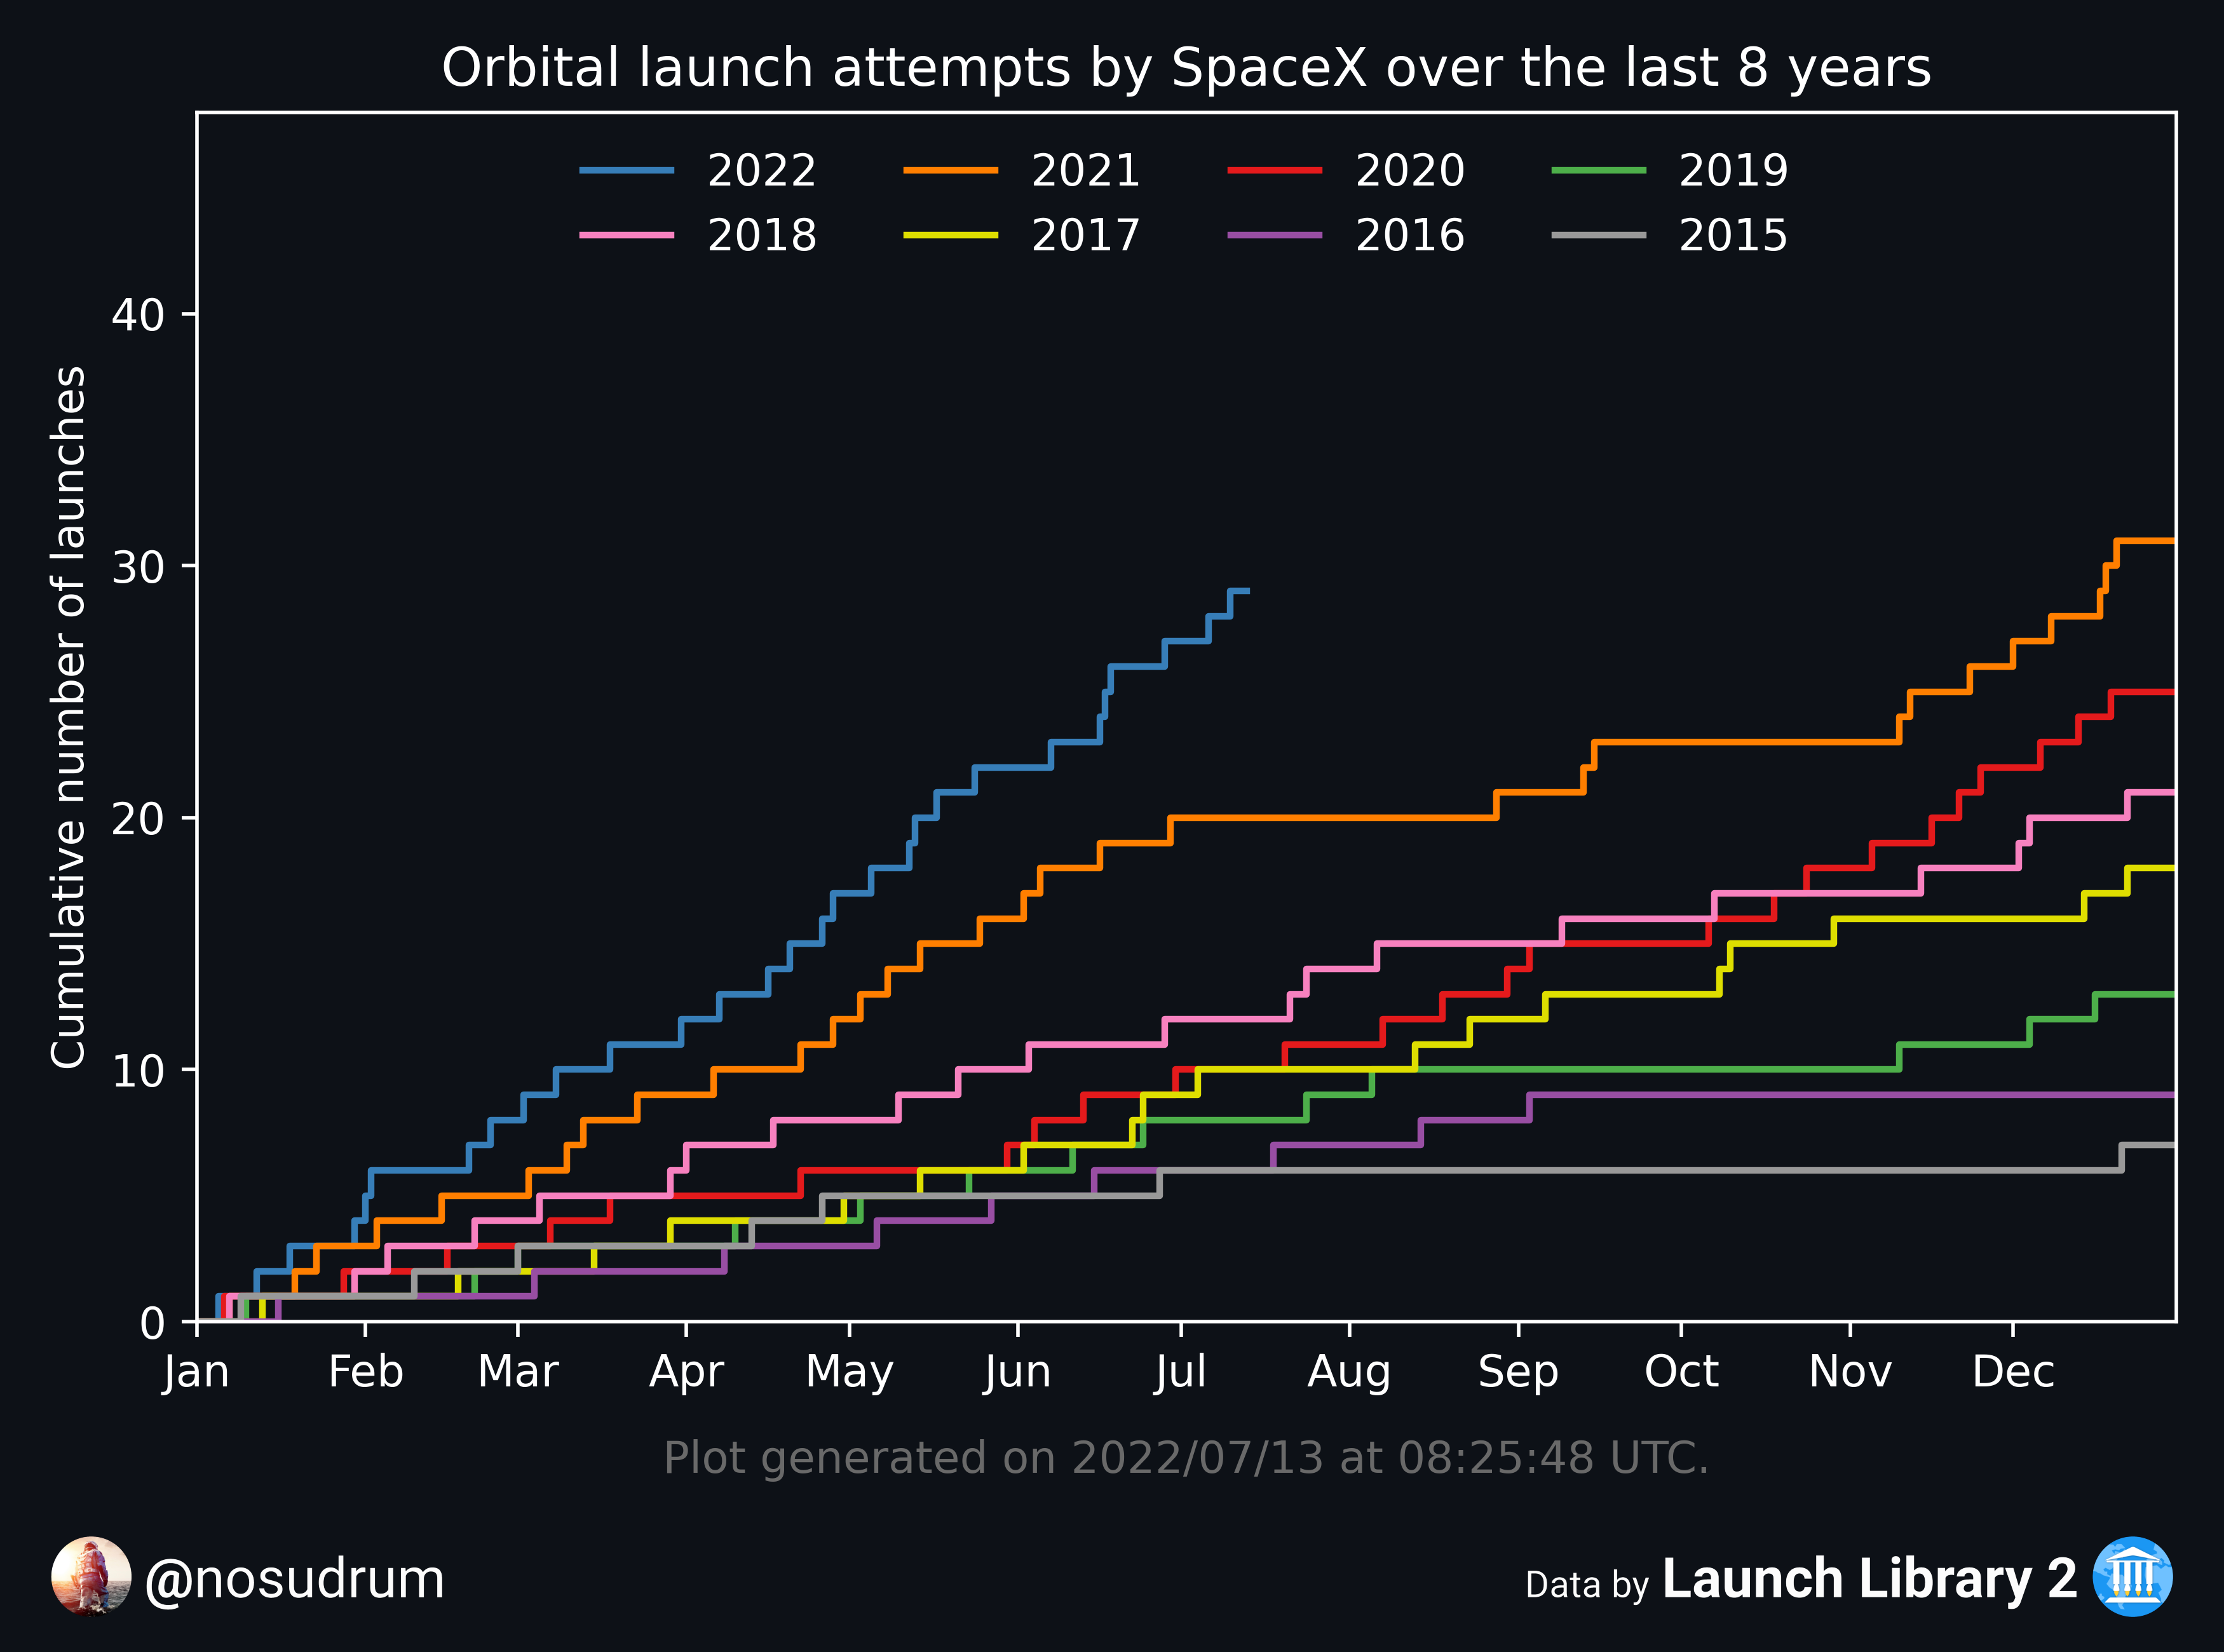 Orbital launch attempts by SpaceX over the last 8 years
2022 2021 2020 2019
2018 2017 2016 2015
Cumulative number of launches
40
30
20
10
0
Jan Feb Mar Apr May Jun Jul Aug Sep Oct Nov Dec
Plot generated on 2022/07/13 at 08:25:48 UTC.
@nosudrum
Data by Launch Library 2